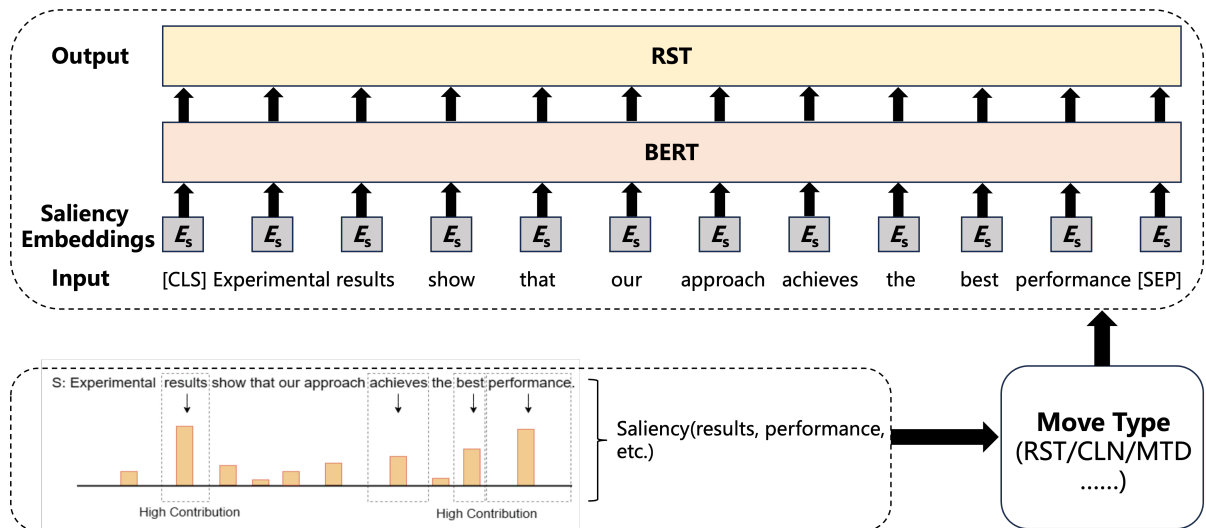 Output
RST
BERT
Saliency
Embeddings
Es Es Es Es Es Es Es Es Es Es Es Es
Input
[CLS] Experimental results show that our approach achieves the best performance [SEP]
S: Experimental results show that our approach achieves the best performance.
High Contribution
High Contribution
Saliency(results, performance,
etc.)
Move Type
(RST/CLN/MTD
......)